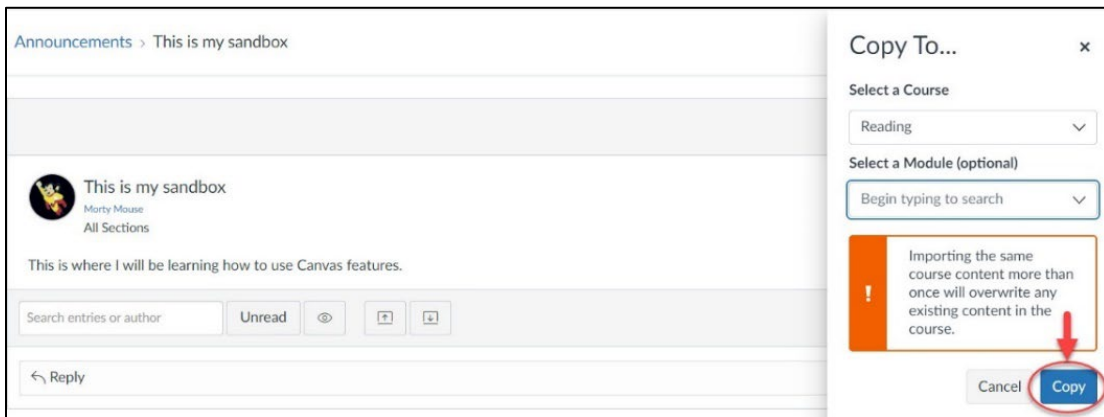 Announcements > This is my sandbox
This is my sandbox
Morty Mouse
All Sections
This is where I will be learning how to use Canvas features.
Search entries or author
Unread
Reply
Copy To...
×
Select a Course
Reading
Select a Module (optional)
Begin typing to search
!
Importing the same
course content more than
once will overwrite any
existing content in the
course.
Cancel
Copy